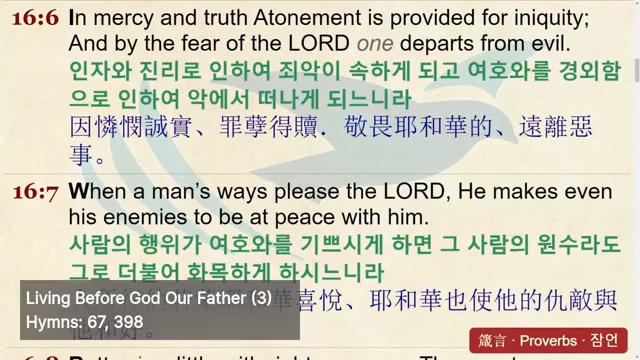 16:6 In mercy and truth Atonement is provided for iniquity;
And by the fear of the LORD one departs from evil.
인자와 진리로 인하여 죄악이 속하게 되고 여호와를 경외함
으로 인하여 악에서 떠나게 되느니라
因憐憫誠實、罪孽得贖．敬畏耶和華的、遠離惡
事。
16:7 When a man's ways please the LORD, He makes even
his enemies to be at peace with him.
사람의 행위가 여호와를 기쁘시게 하면 그 사람의 원수라도
그로 더불어 화목하게 하시느니라
喜悅、耶和華也使他的仇敵與
Living Before God Our Father (3)
Hymns: 67, 398
箴言 · Proverbs · 잠언